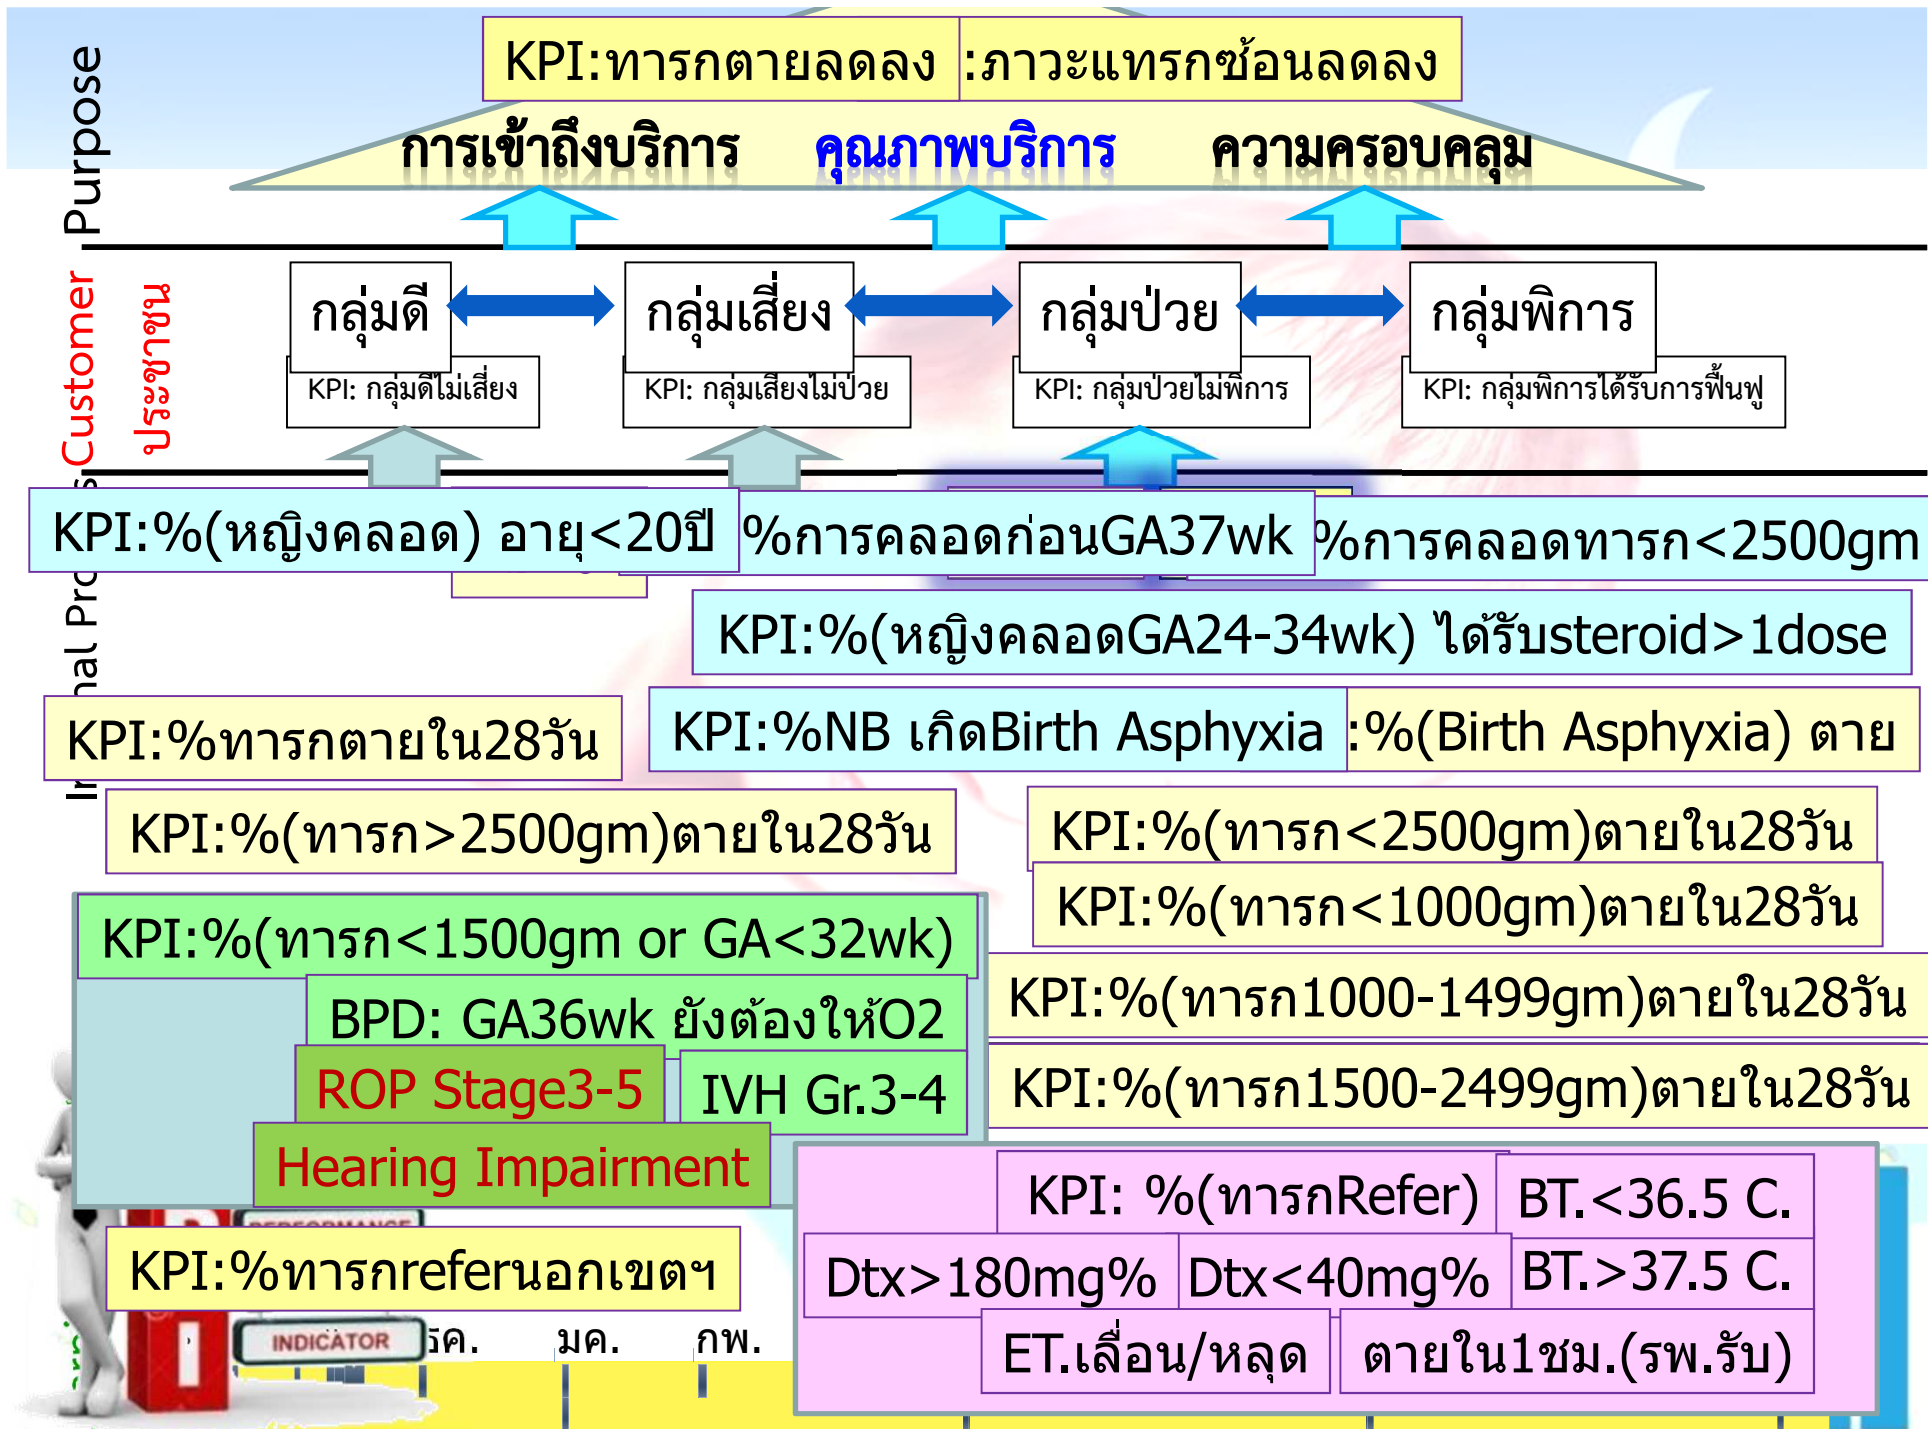 Purpose
KPI:ทารกตายลดลง :ภาวะแทรกซ้อนลดลง
การเข้าถึงบริการ คุณภาพบริการ ความครอบคลุม
Customer
ประชาชน
กลุ่มดี กลุ่มเสี่ยง กลุ่มป่วย กลุ่มพิการ
KPI: กลุ่มดีไม่เสี่ยง KPI: กลุ่มเสี่ยงไม่ป่วย KPI: กลุ่มป่วยไม่พิการ KPI: กลุ่มพิการได้รับการฟื้นฟู
KPI:%(หญิงคลอด) อายุ<20ปี %การคลอดก่อนGA37wk %การคลอดทารก<2500gm
KPI:%(หญิงคลอดGA24-34wk) ได้รับsteroid>1dose
KPI:%ทารกตายใน28วัน KPI:%NB เกิดBirth Asphyxia :%(Birth Asphyxia) ตาย
KPI:%(ทารก>2500gm)ตายใน28วัน KPI:%(ทารก<2500gm)ตายใน28วัน
KPI:%(ทารก<1000gm)ตายใน28วัน
KPI:%(ทารก<1500gm or GA<32wk)
KPI:%(ทารก1000-1499gm)ตายใน28วัน
BPD: GA36wk ยังต้องให้O2
ROP Stage3-5 IVH Gr.3-4
KPI:%(ทารก1500-2499gm)ตายใน28วัน
Hearing Impairment
KPI: %(ทารกRefer) BT.<36.5 C.
KPI:%ทารกreferนอกเขตฯ
Dtx>180mg% Dtx<40mg% BT.>37.5 C.
ET.เลื่อน/หลุด ตายใน1ชม.(รพ.รับ)
INDICATOR
มค. กพ.